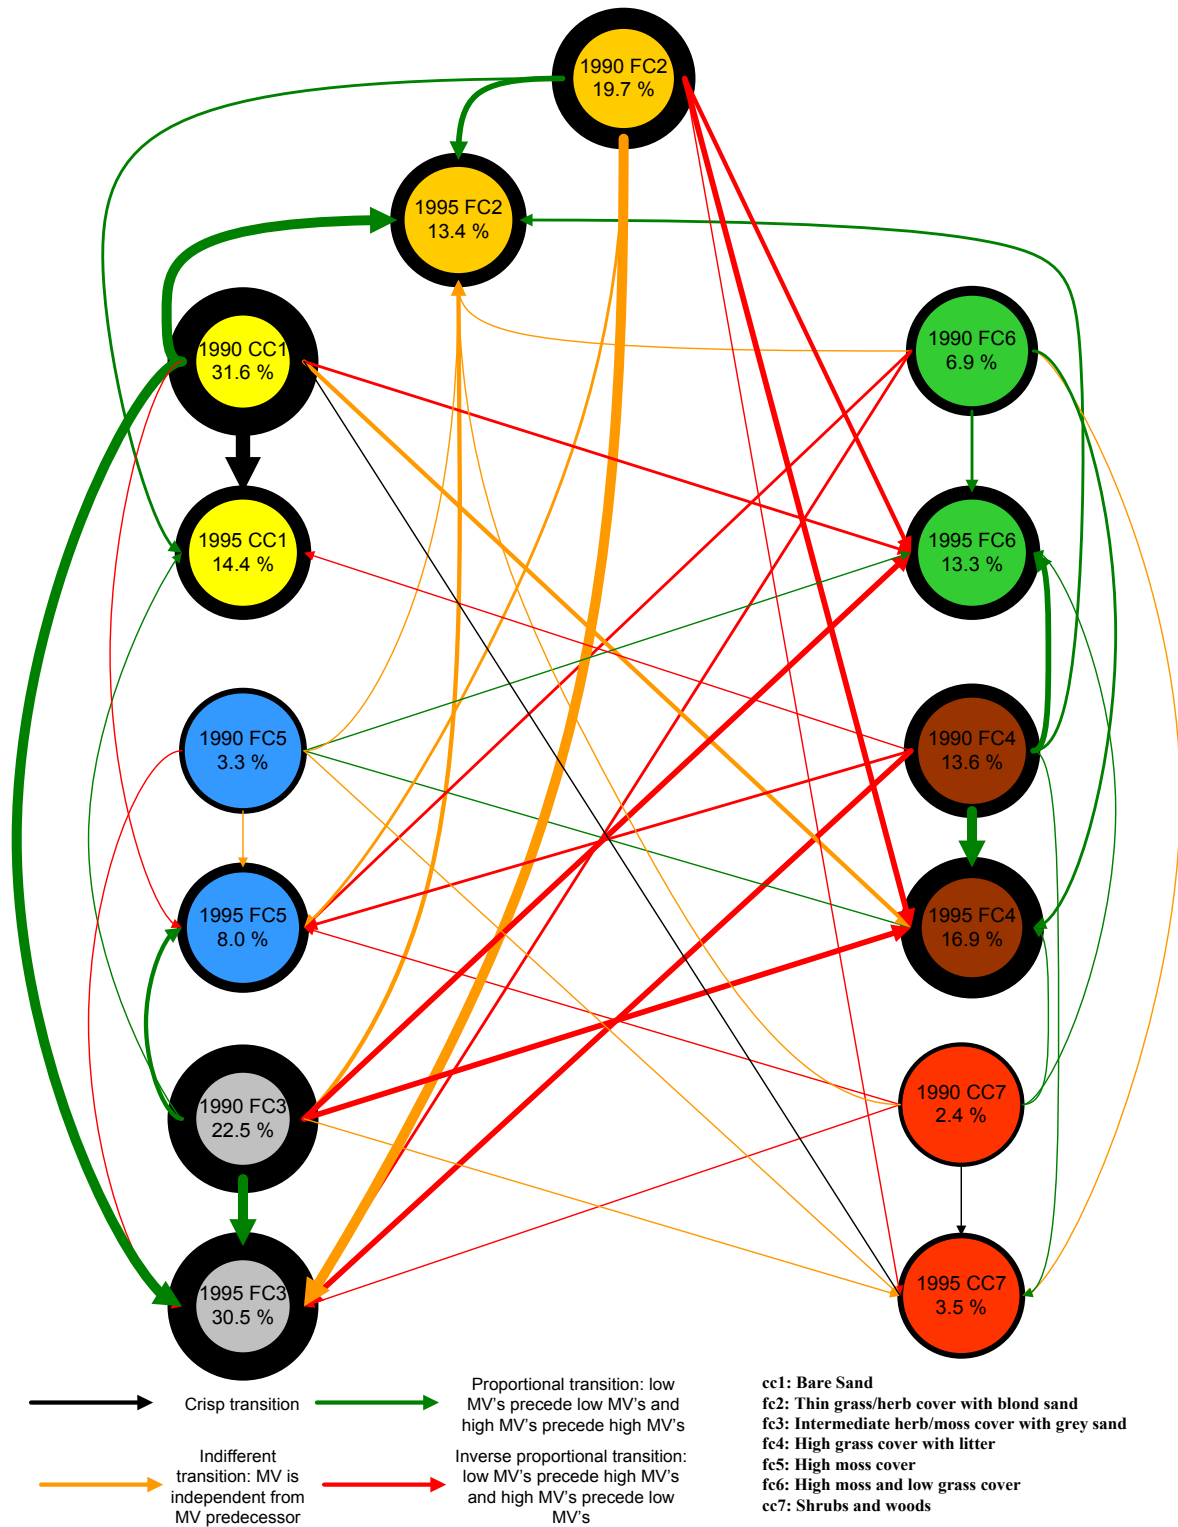 1990 FC2
19.7 %
1995 FC2
13.4 %
1990 CC1
31.6 %
1990 FC6
6.9 %
1995 CC1
14.4 %
1995 FC6
13.3 %
1990 FC5
3.3 %
1990 FC4
13.6 %
1995 FC5
8.0 %
1995 FC4
16.9 %
1990 FC3
22.5 %
1990 CC7
2.4 %
1995 FC3
30.5 %
1995 CC7
3.5 %
Crisp transition
Proportional transition: low
MV's precede low MV's and
high MV's precede high MV's
Indifferent
transition: MV is
independent from
MV predecessor
Inverse proportional transition:
low MV's precede high MV's
and high MV's precede low
MV's
cc1: Bare Sand
fc2: Thin grass/herb cover with blond sand
fc3: Intermediate herb/moss cover with grey sand
fc4: High grass cover with litter
fc5: High moss cover
fc6: High moss and low grass cover
cc7: Shrubs and woods